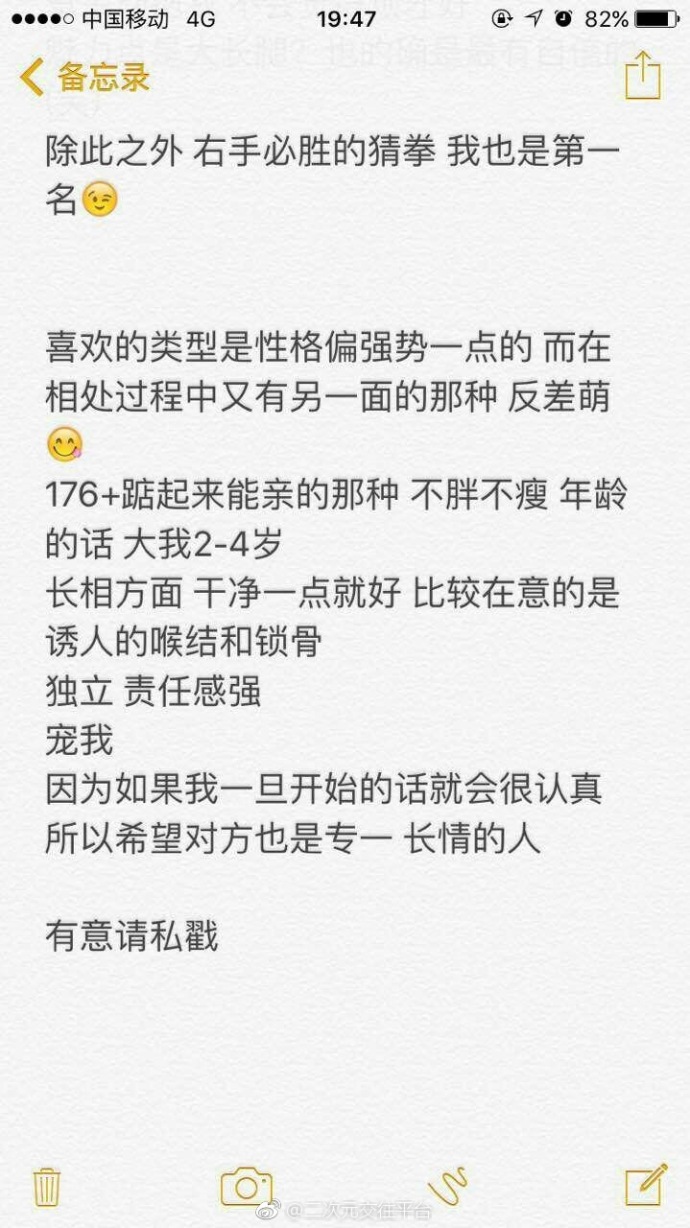 中国移动 4G 19:47 82%
备忘录
除此之外 右手必胜的猜拳 我也是第一
名😉
喜欢的类型是性格偏强势一点的 而在
相处过程中又有另一面的那种 反差萌
😋
176+踮起来能亲的那种 不胖不瘦 年龄
的话 大我2-4岁
长相方面 干净一点就好 比较在意的是
诱人的喉结和锁骨
独立 责任感强
宠我
因为如果我一旦开始的话就会很认真
所以希望对方也是专一 长情的人
有意请私戳
@二次元交往平台